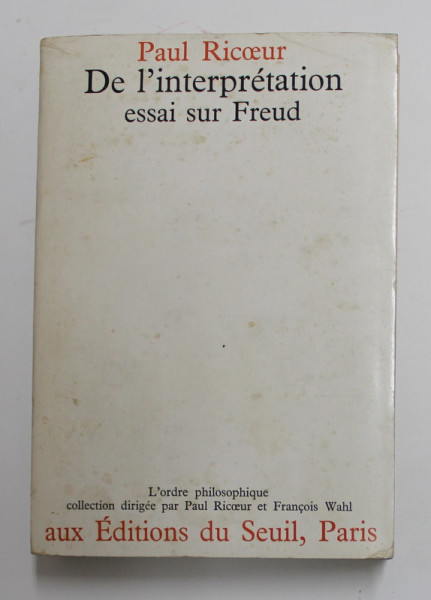 Paul Ricœur
De l'interprétation
essai sur Freud
L'ordre philosophique
collection dirigée par Paul Ricœur et François Wahl
aux Éditions du Seuil, Paris